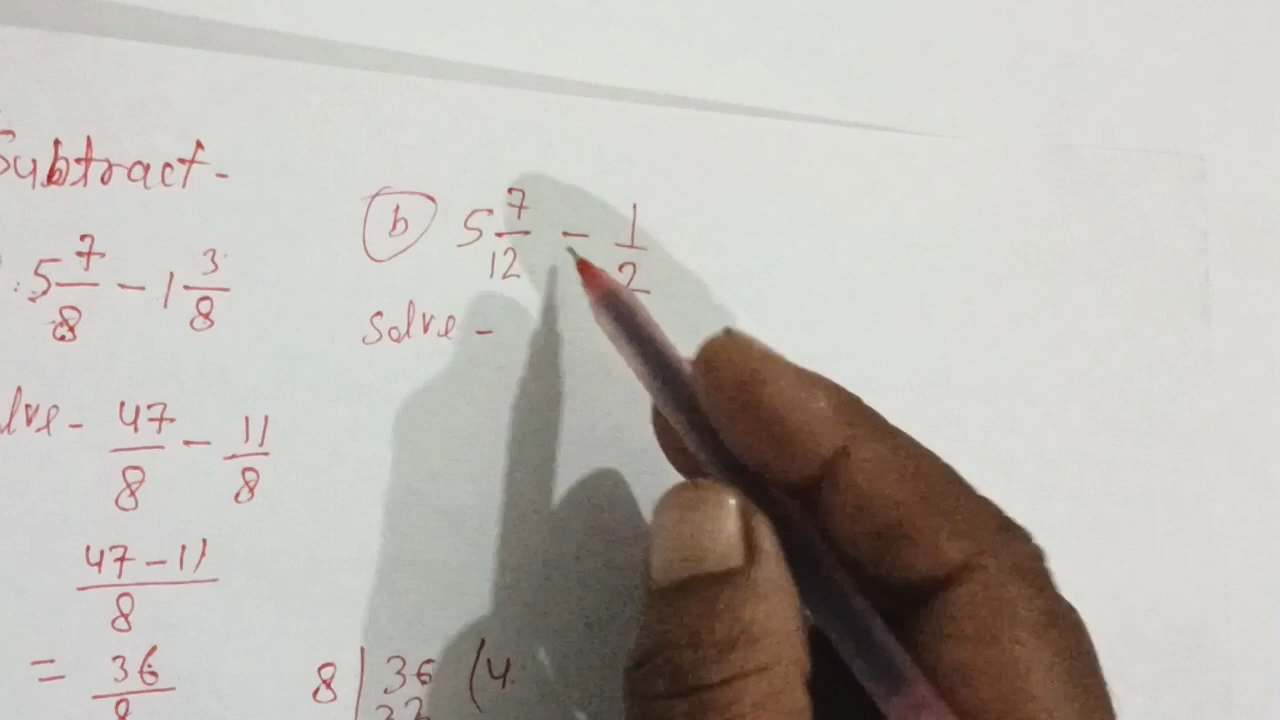 Subtract-
5 7/8 - 1 3/8
47/8 - 11/8
47-11/8
= 36/8
8 | 36 ( 4
32
(b) 5 7/12 - 1/2
Solve -